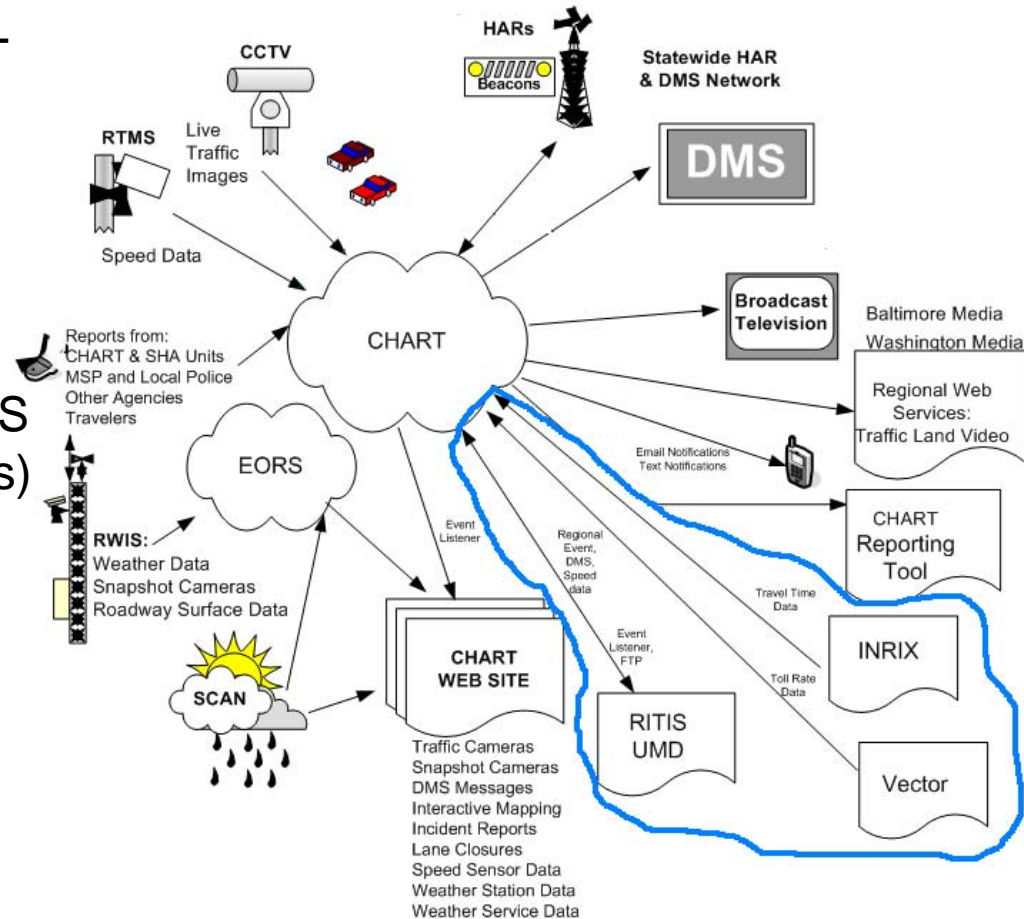 CCTV
HARs
Beacons
Statewide HAR
& DMS Network
RTMS
Live
Traffic
Images
DMS
Speed Data
CHART
Broadcast
Television
Baltimore Media
Washington Media
Reports from:
CHART & SHA Units
MSP and Local Police
Other Agencies
Travelers
Regional Web
Services:
Traffic Land Video
S
s)
EORS
Email Notifications
Text Notifications
CHART
Reporting
Tool
RWIS:
Weather Data
Snapshot Cameras
Roadway Surface Data
Event
Listener
Regional
Event,
DMS,
Speed
data
Travel Time
Data
Event
Listener,
FTP
Toll Rate
Data
INRIX
SCAN
CHART
WEB SITE
RITIS
UMD
Vector
Traffic Cameras
Snapshot Cameras
DMS Messages
Interactive Mapping
Incident Reports
Lane Closures
Speed Sensor Data
Weather Station Data
Weather Service Data